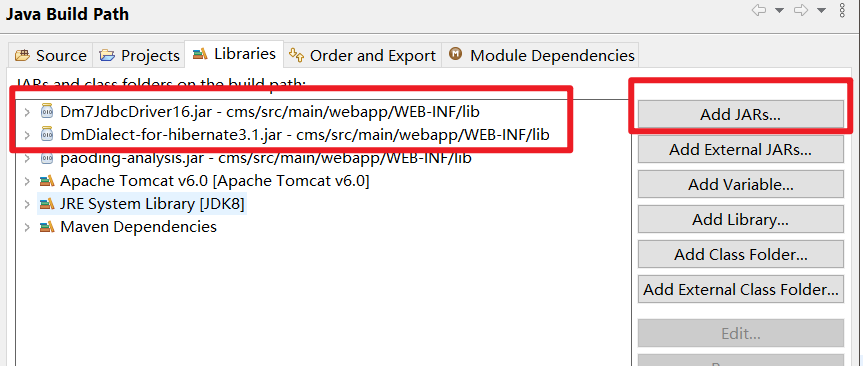 Java Build Path
Source Projects Libraries Order and Export Module Dependencies
JARs and class folders on the build path:
Dm7JdbcDriver16.jar - cms/src/main/webapp/WEB-INF/lib
DmDialect-for-hibernate3.1.jar - cms/src/main/webapp/WEB-INF/lib
paoding-analysis.jar - cms/src/main/webapp/WEB-INF/lib
Apache Tomcat v6.0 [Apache Tomcat v6.0]
JRE System Library [JDK8]
Maven Dependencies
Add JARs...
Add External JARs...
Add Variable...
Add Library...
Add Class Folder...
Add External Class Folder...
Edit...